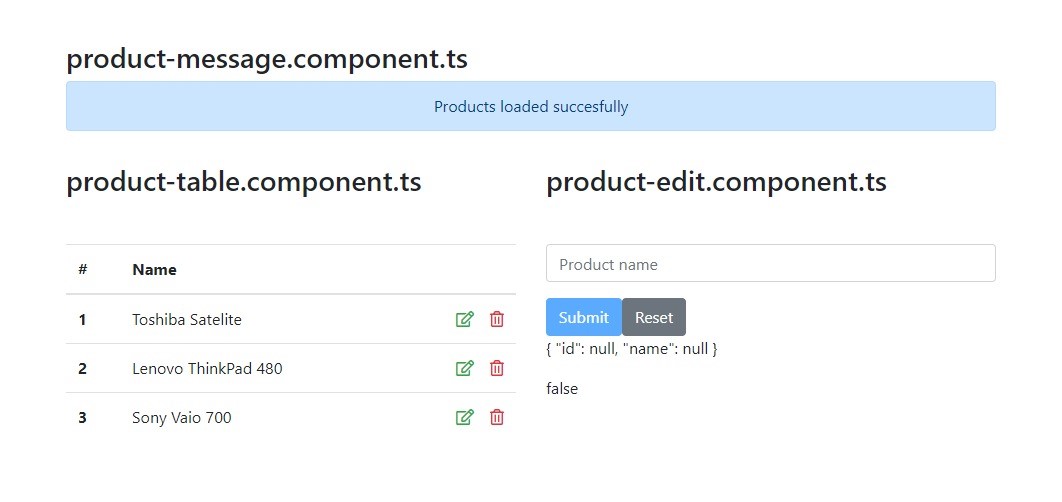 product-message.component.ts
Products loaded succesfully
product-table.component.ts
# Name
1 Toshiba Satelite
2 Lenovo ThinkPad 480
3 Sony Vaio 700
product-edit.component.ts
Product name
Submit Reset
{ "id": null, "name": null }
false